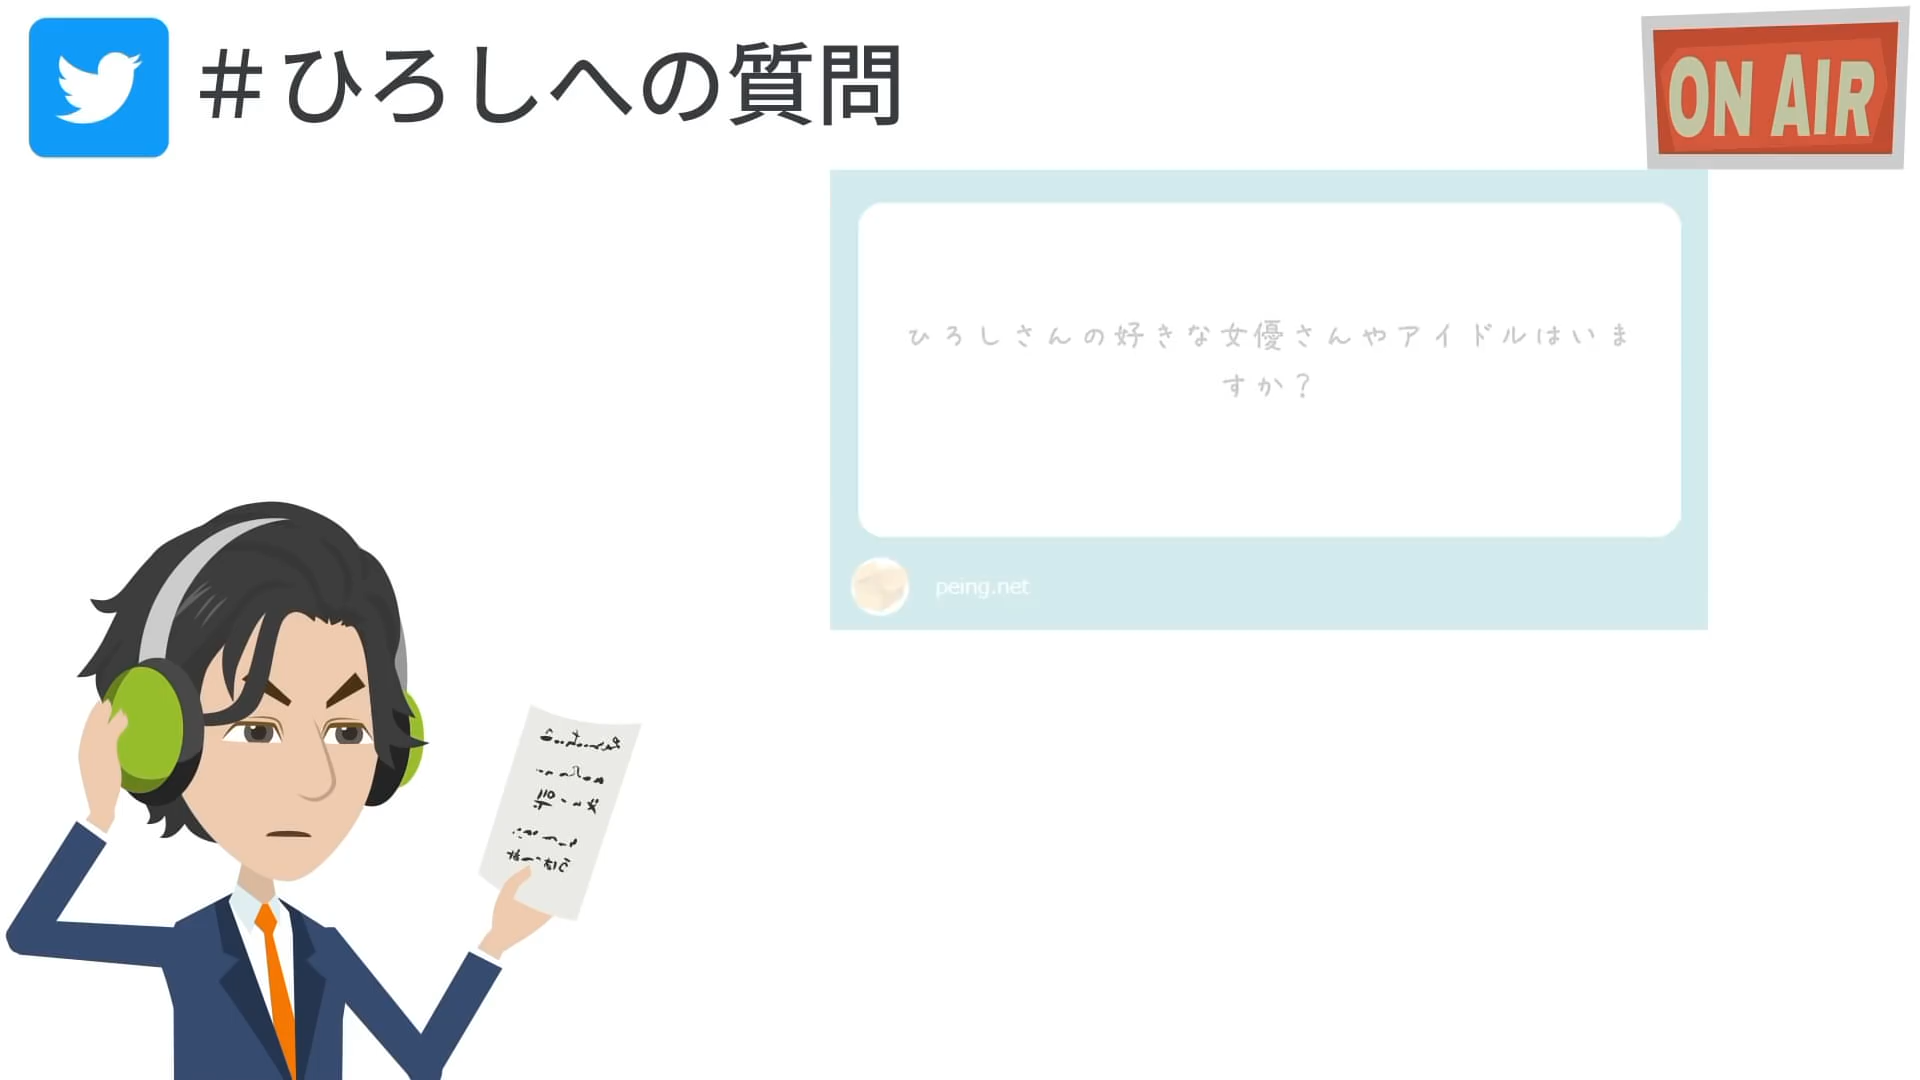 #ひろしへの質問
ON AIR
ひろしさんの好きな女優さんやアイドルはいま
すか？
peing.net